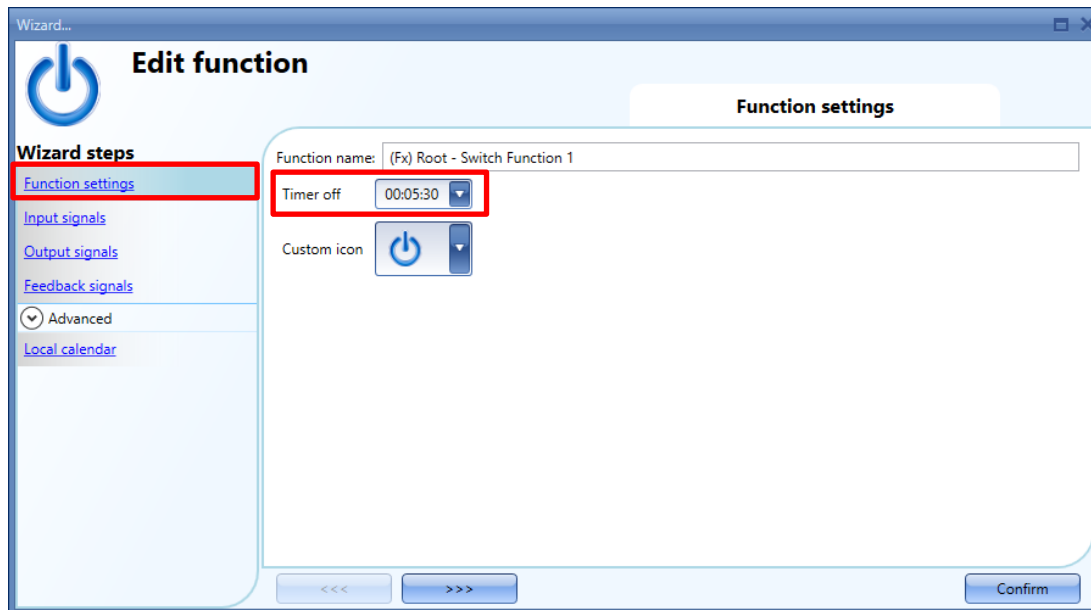 Wizard...
Edit function
Function settings
Wizard steps
Function settings
Input signals
Output signals
Feedback signals
Advanced
Local calendar
Function name: (Fx) Root - Switch Function 1
Timer off 00:05:30
Custom icon
<<< >>> Confirm